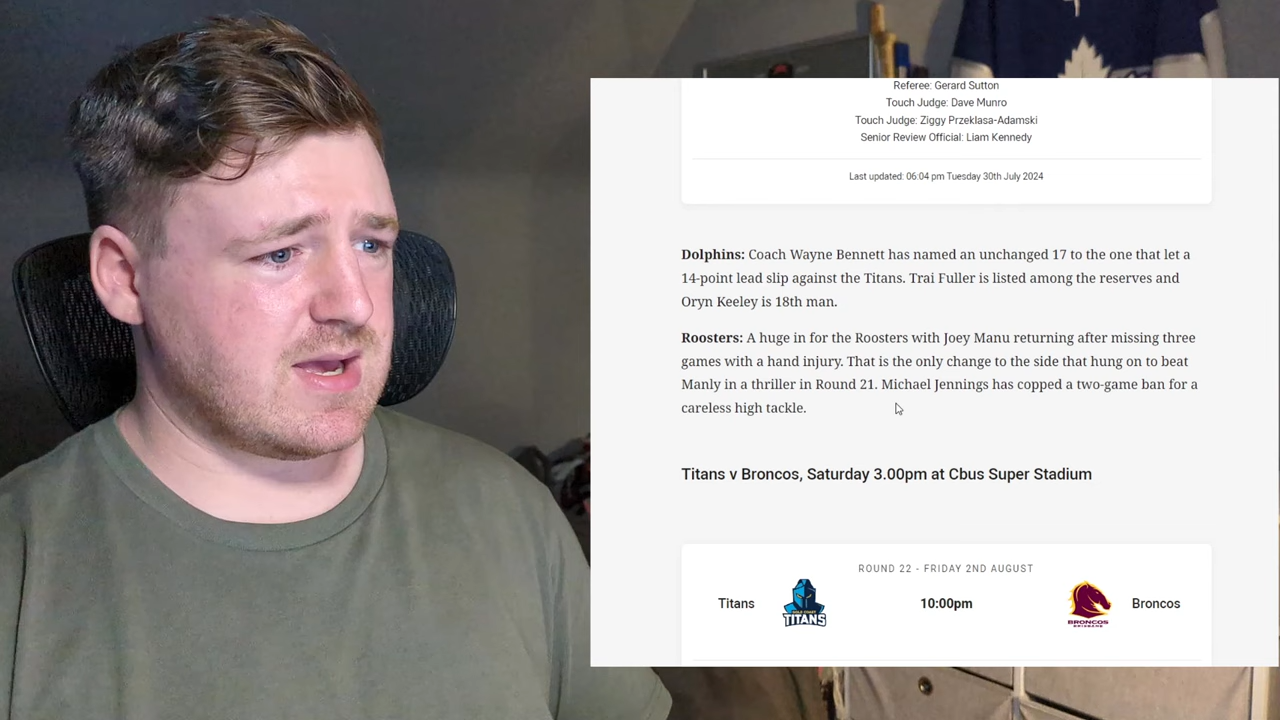 Referee: Gerard Sutton
Touch Judge: Dave Munro
Touch Judge: Ziggy Przeklasa-Adamski
Senior Review Official: Liam Kennedy
Last updated: 06:04 pm Tuesday 30th July 2024
Dolphins: Coach Wayne Bennett has named an unchanged 17 to the one that let a
14-point lead slip against the Titans. Trai Fuller is listed among the reserves and
Oryn Keeley is 18th man.
Roosters: A huge in for the Roosters with Joey Manu returning after missing three
games with a hand injury. That is the only change to the side that hung on to beat
Manly in a thriller in Round 21. Michael Jennings has copped a two-game ban for a
careless high tackle.
Titans v Broncos, Saturday 3.00pm at Cbus Super Stadium
ROUND 22 - FRIDAY 2ND AUGUST
Titans
GOLD COAST
TITANS
10:00pm
BRONCOS
BRISBANE
Broncos